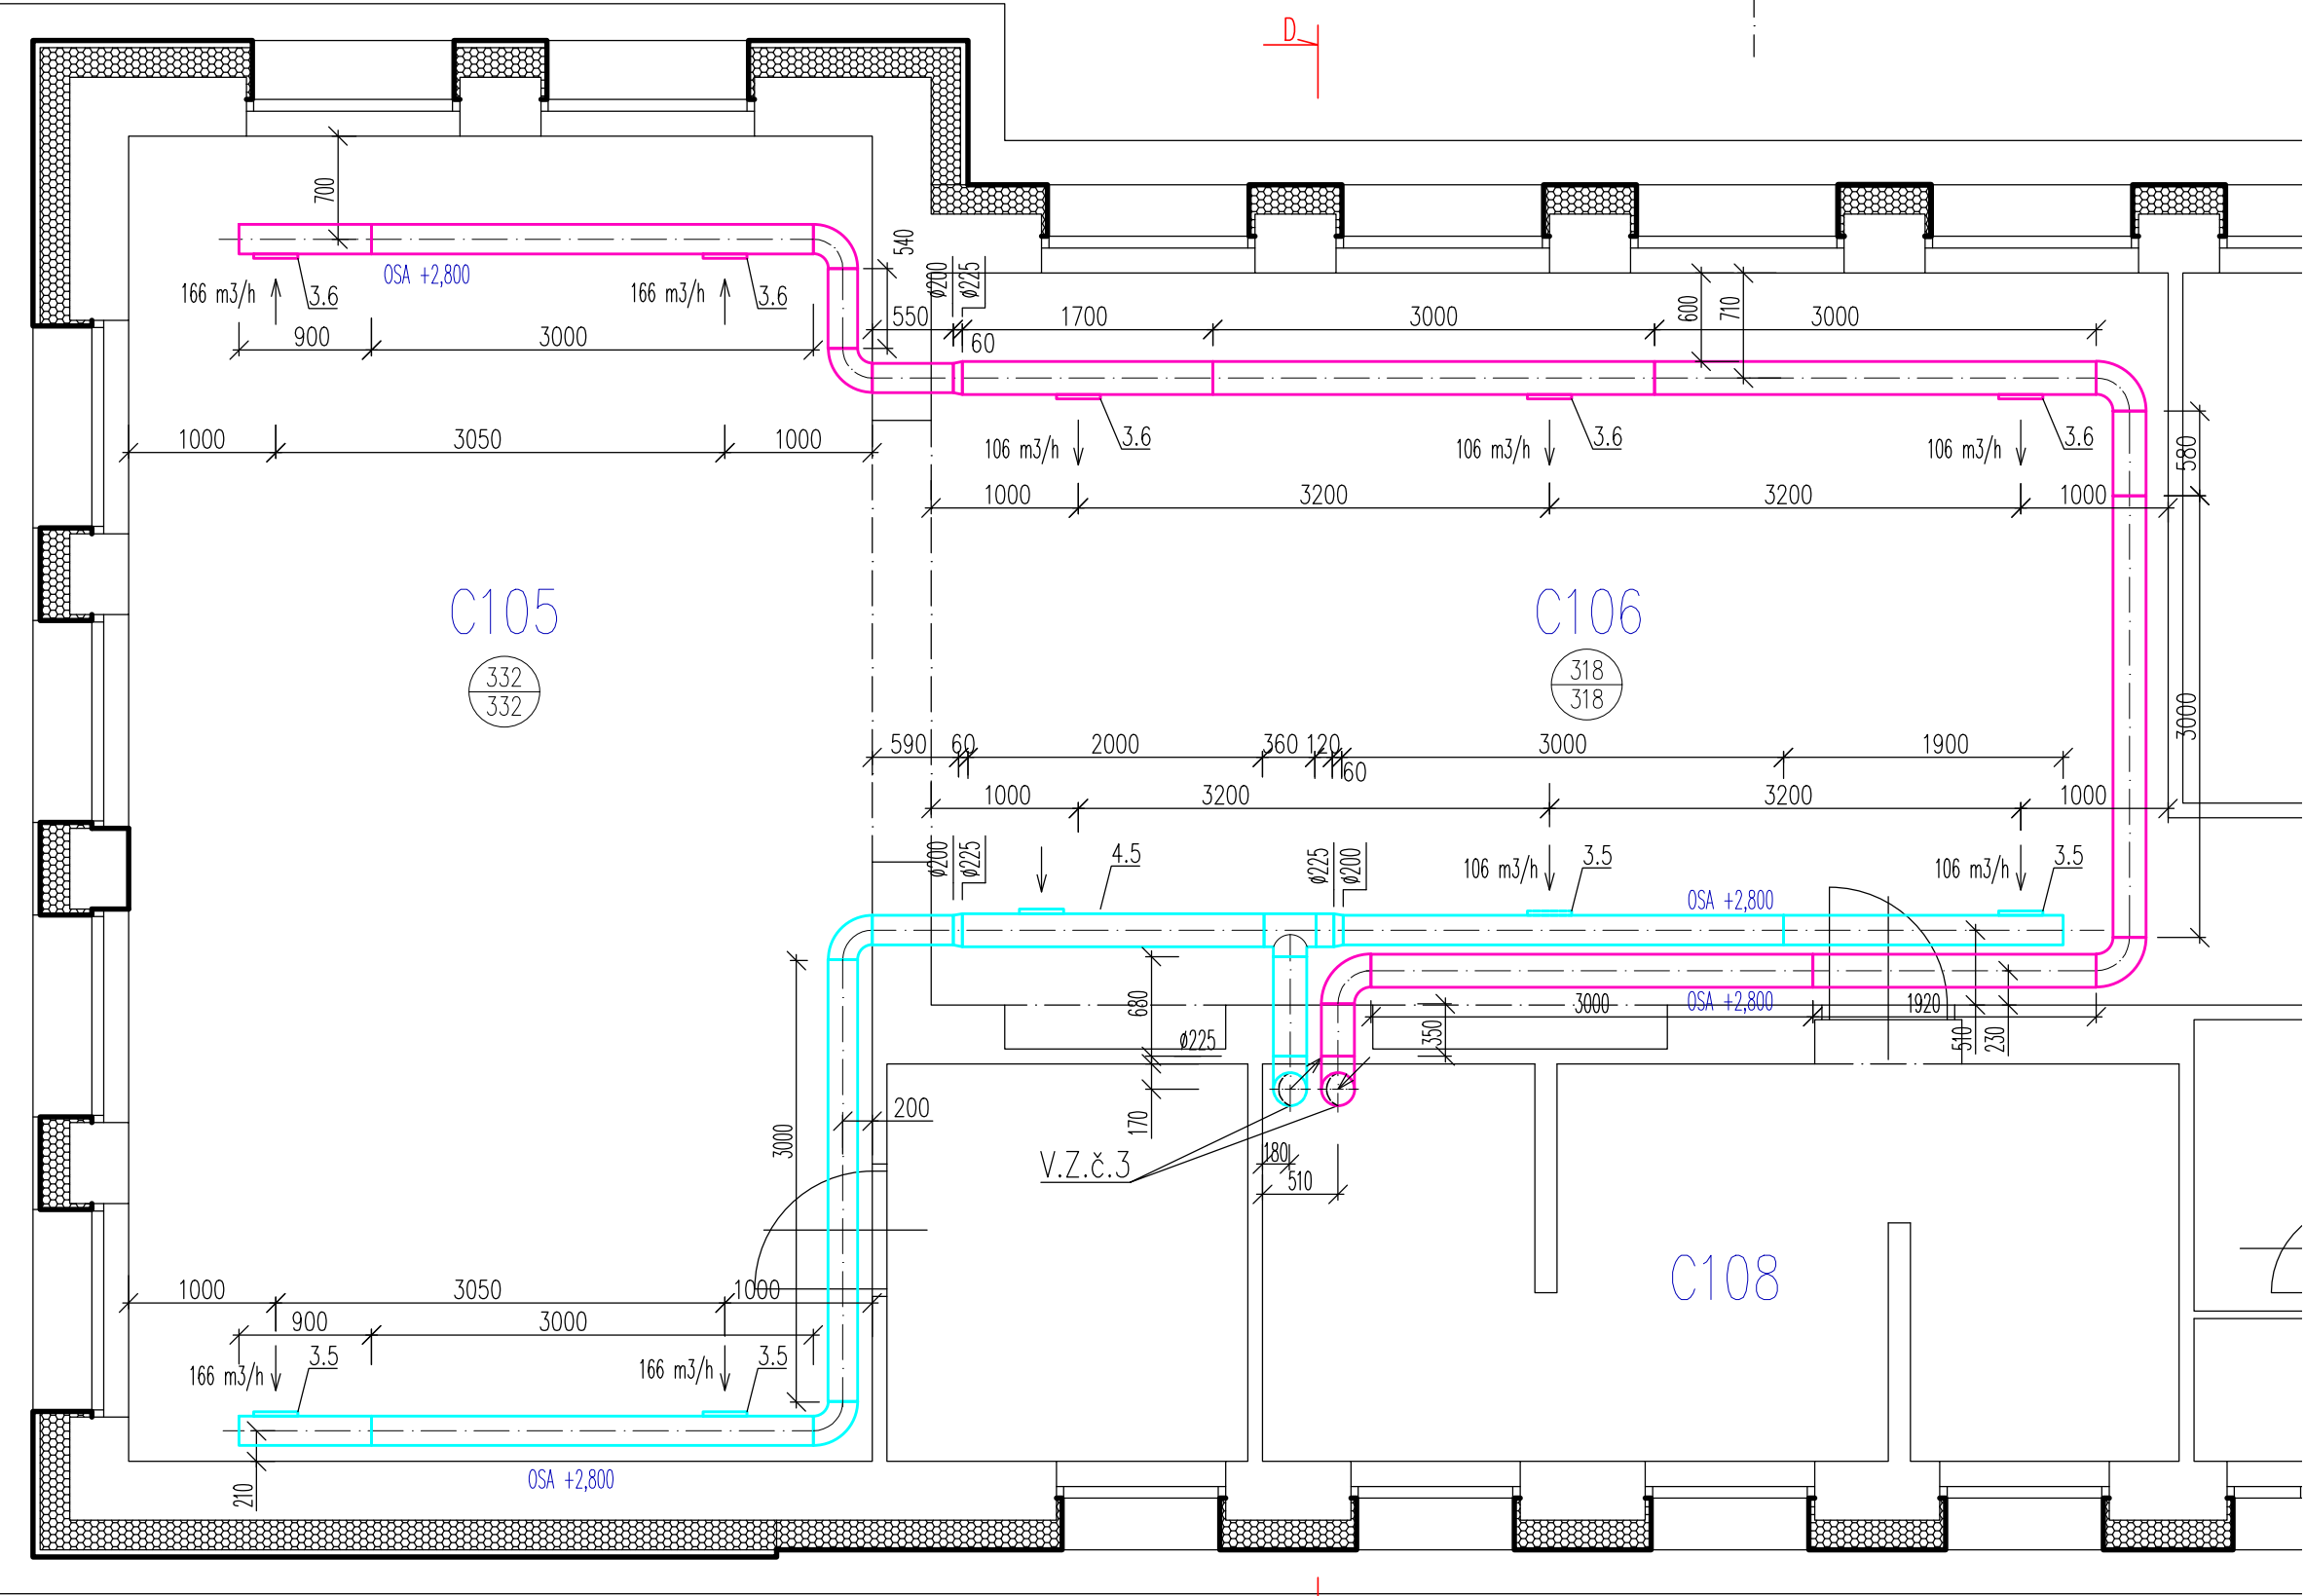 D
700
540
ø200
ø225
OSA +2,800
166 m3/h
3.6
166 m3/h
3.6
550
1700
3000
3000
600
710
60
900
3000
1000
3050
1000
106 m3/h
3.6
106 m3/h
3.6
106 m3/h
3.6
580
1000
3200
3200
1000
C105
332
332
C106
318
318
3000
590
60
2000
360
120
60
3000
1900
1000
3200
3200
1000
ø200
ø225
4.5
ø225
ø200
106 m3/h
3.5
106 m3/h
3.5
OSA +2,800
680
ø225
350
3000
OSA +2,800
1920
510
230
200
3000
170
V.Z.č.3
180
510
C108
1000
3050
1000
900
3000
166 m3/h
3.5
166 m3/h
3.5
210
OSA +2,800